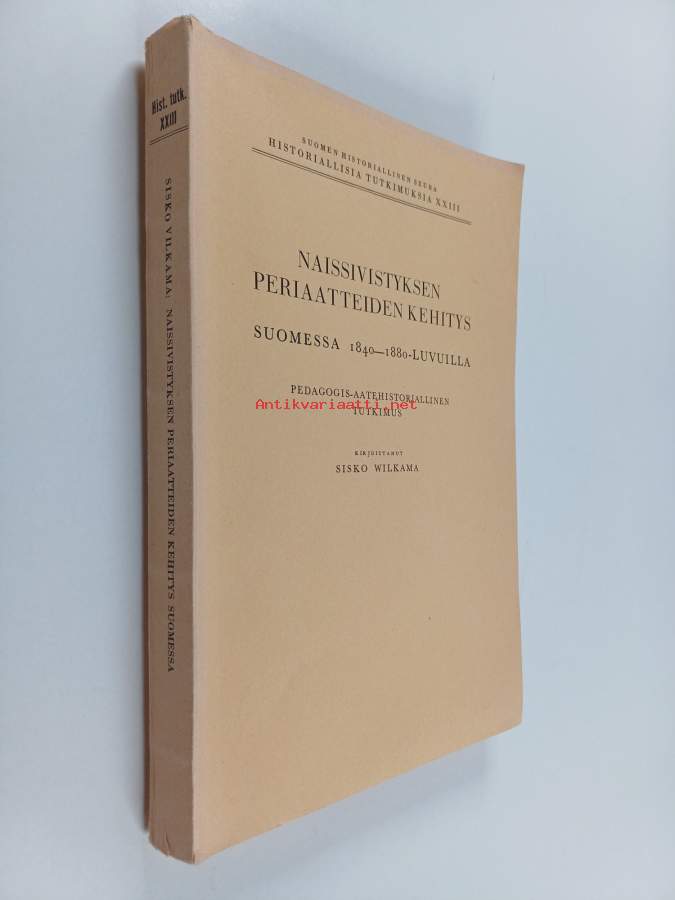 Hist. tutk.
XXIII
SISKO VILKAMA: NAISSIVISTYKSEN PERIAATTEIDEN KEHITYS SUOMESSA
SUOMEN HISTORIALLINEN SEURA
HISTORIALLISIA TUTKIMUKSIA XXIII
NAISSIVISTYKSEN
PERIAATTEIDEN KEHITYS
SUOMESSA 1840—1880-LUVUILLA
PEDAGOGIS-AATEHISTORIALLINEN
Antikvariaatti.net
TUTKIMUS
KIRJOITTANUT
SISKO WILKAMA